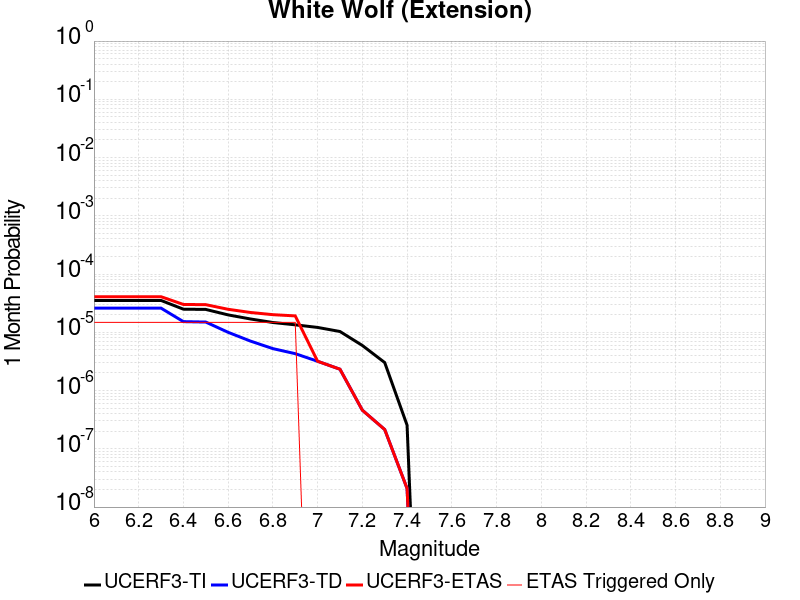 White Wolf (Extension)
10^0
10^-1
10^-2
10^-3
10^-4
10^-5
10^-6
10^-7
10^-8
1 Month Probability
6 6.2 6.4 6.6 6.8 7 7.2 7.4 7.6 7.8 8 8.2 8.4 8.6 8.8 9
Magnitude
UCERF3-TI UCERF3-TD UCERF3-ETAS ETAS Triggered Only